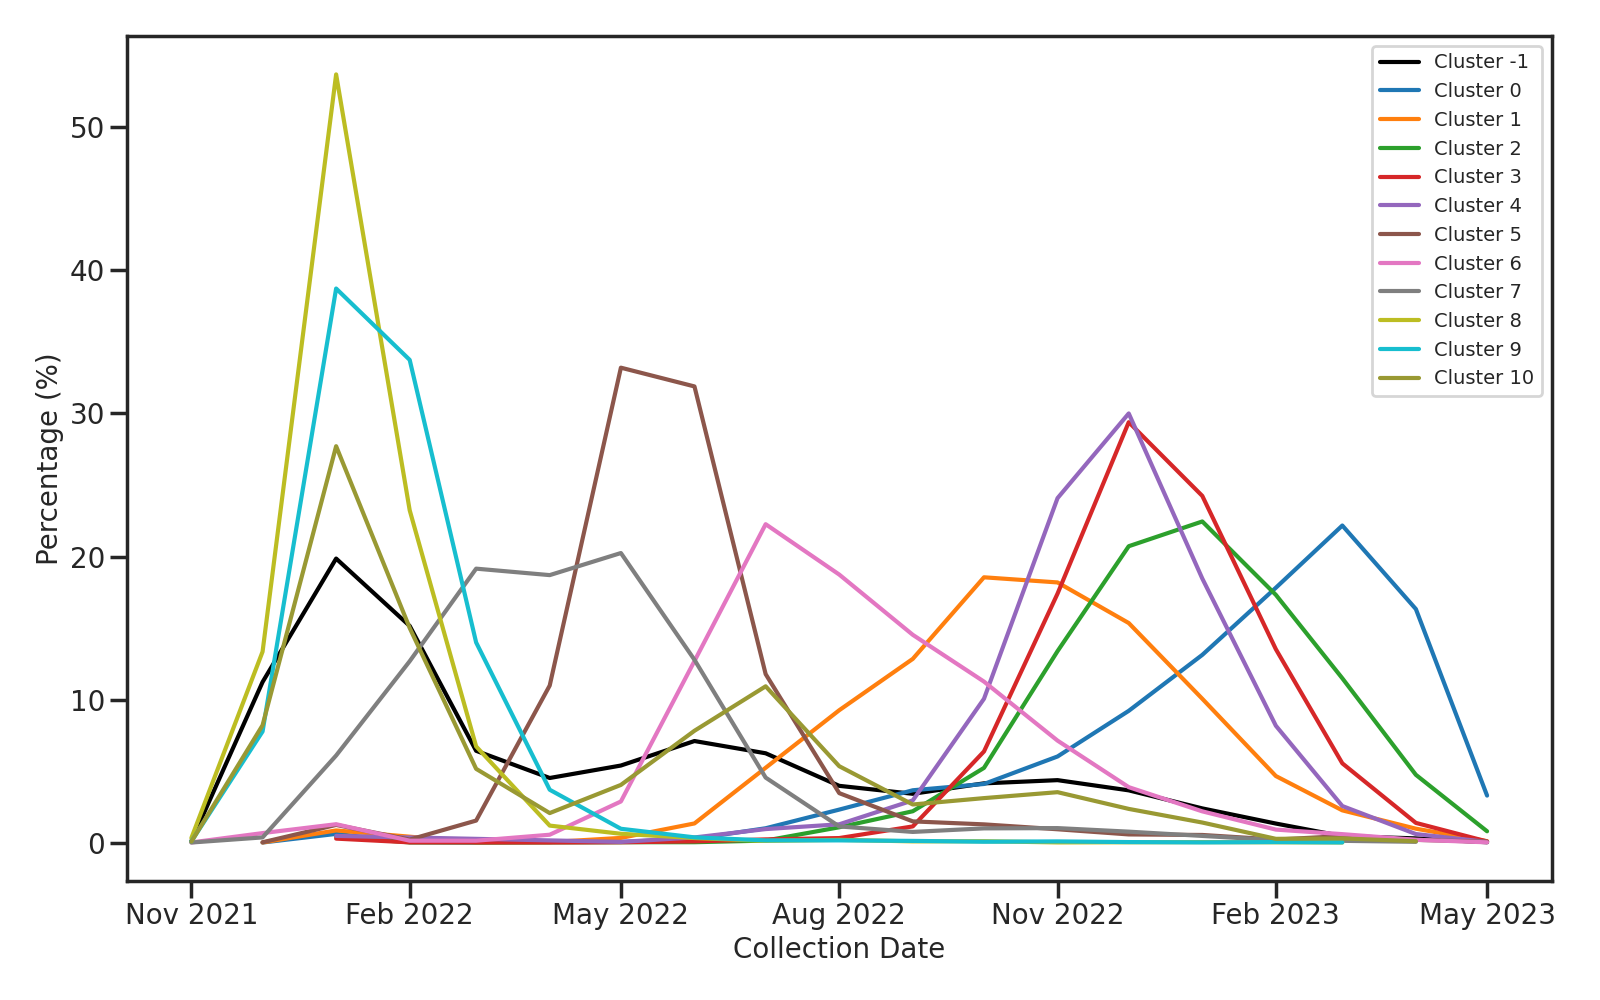 Cluster -1
Cluster 0
Cluster 1
Cluster 2
Cluster 3
Cluster 4
Cluster 5
Cluster 6
Cluster 7
Cluster 8
Cluster 9
Cluster 10
Percentage (%)
50
40
30
20
10
0
Nov 2021 Feb 2022 May 2022 Aug 2022 Nov 2022 Feb 2023 May 2023
Collection Date